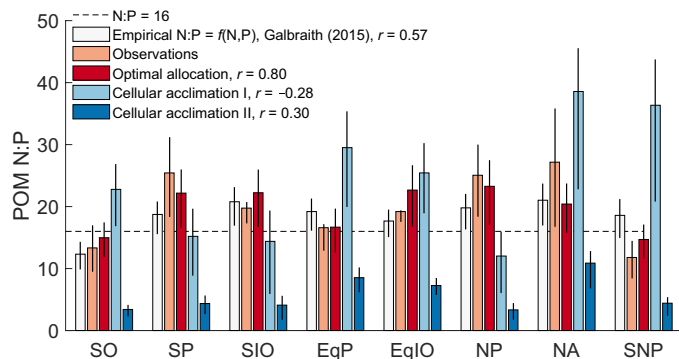 50
40
30
20
10
0
POM N:P
N:P = 16
Empirical N:P = f(N,P), Galbraith (2015), r = 0.57
Observations
Optimal allocation, r = 0.80
Cellular acclimation I, r = −0.28
Cellular acclimation II, r = 0.30
SO SP SIO EqP EqIO NP NA SNP